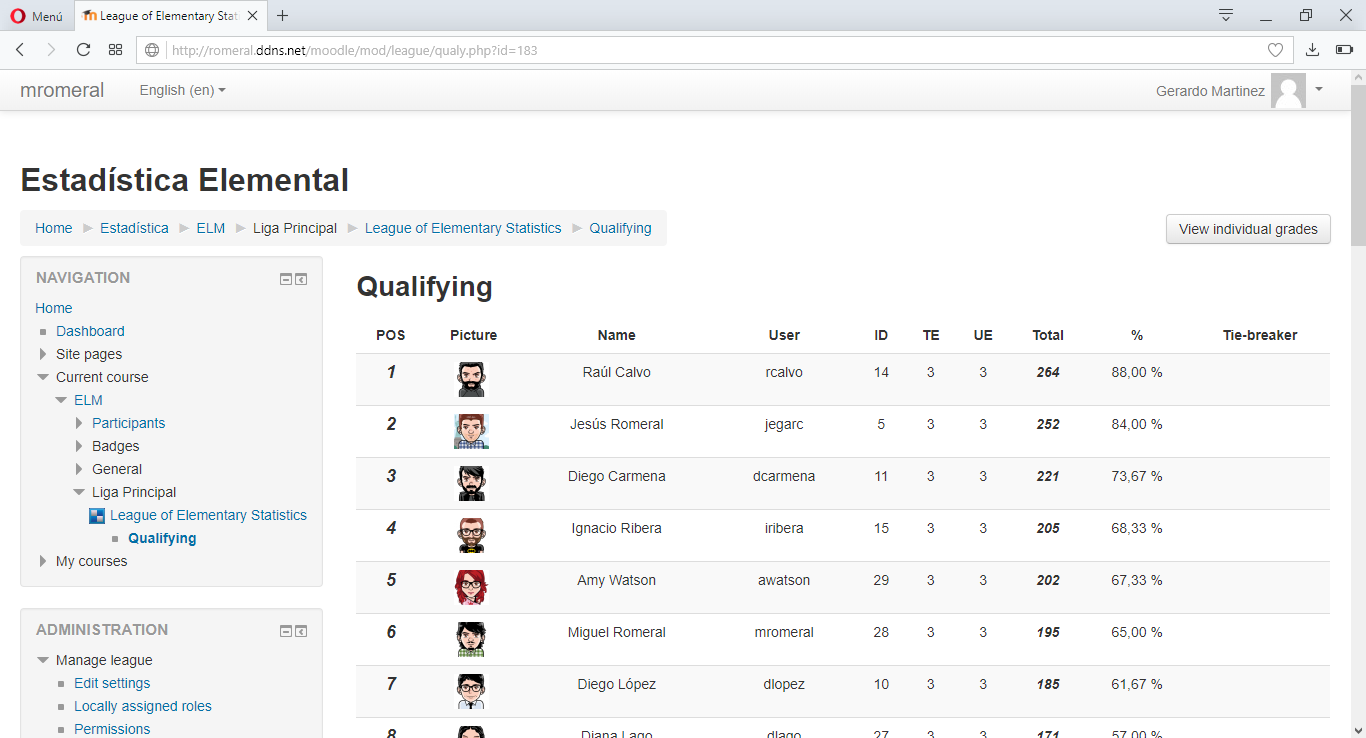 Menú
League of Elementary Stati
http://romeral.ddns.net/moodle/mod/league/qualy.php?id=183
mromeral English (en) Gerardo Martinez
Estadística Elemental
Home Estadística ELM Liga Principal League of Elementary Statistics Qualifying
View individual grades
NAVIGATION
Home
Dashboard
Site pages
Current course
ELM
Participants
Badges
General
Liga Principal
League of Elementary Statistics
Qualifying
My courses
ADMINISTRATION
Manage league
Edit settings
Locally assigned roles
Permissions
Qualifying
POS Picture Name User ID TE UE Total % Tie-breaker
1 Raúl Calvo rcalvo 14 3 3 264 88,00 %
2 Jesús Romeral jegarc 5 3 3 252 84,00 %
3 Diego Carmena dcarmena 11 3 3 221 73,67 %
4 Ignacio Ribera iribera 15 3 3 205 68,33 %
5 Amy Watson awatson 29 3 3 202 67,33 %
6 Miguel Romeral mromeral 28 3 3 195 65,00 %
7 Diego López dlopez 10 3 3 185 61,67 %
8 Diana Lago dlago 27 3 3 171 57,00 %